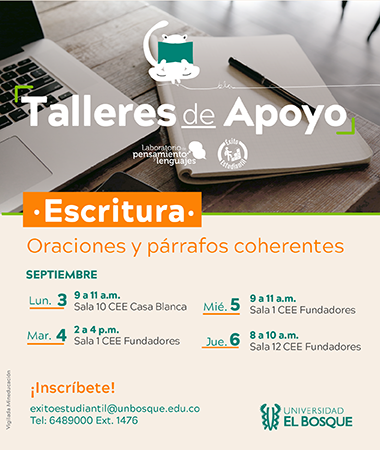 Talleres de Apoyo
Laboratorio de
pensamiento
y lenguajes
Éxito
Estudiantil
·Escritura·
Oraciones y párrafos coherentes
SEPTIEMBRE
Lun. 3
9 a 11 a.m.
Sala 10 CEE Casa Blanca
Mar. 4
2 a 4 p.m.
Sala 1 CEE Fundadores
Mié. 5
9 a 11 a.m.
Sala 1 CEE Fundadores
Jue. 6
8 a 10 a.m.
Sala 12 CEE Fundadores
¡Inscríbete!
exitoestudiantil@unbosque.edu.co
Tel: 6489000 Ext. 1476
UNIVERSIDAD
EL BOSQUE
Vigilada Mineducación